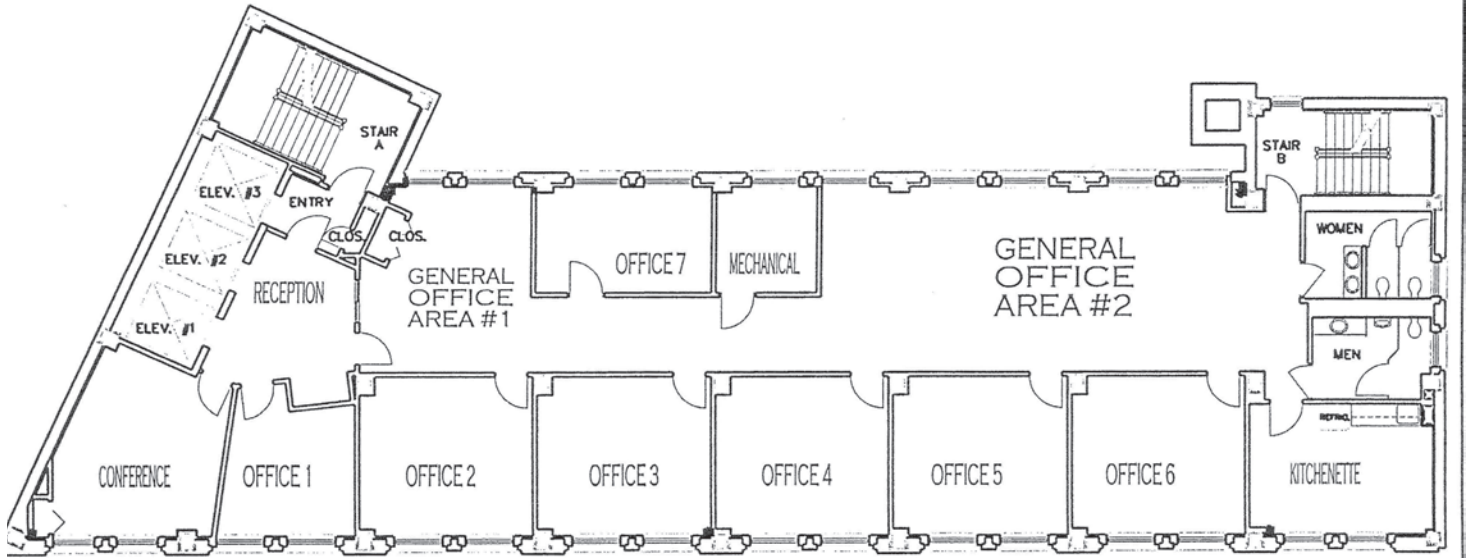 STAIR
A
ELEV. #3
ENTRY
CLOS.
CLOS.
ELEV. #2
RECEPTION
ELEV. #1
GENERAL
OFFICE
AREA #1
OFFICE 7
MECHANICAL
GENERAL
OFFICE
AREA #2
STAIR
B
WOMEN
MEN
REFRIG.
CONFERENCE
OFFICE 1
OFFICE 2
OFFICE 3
OFFICE 4
OFFICE 5
OFFICE 6
KITCHENETTE